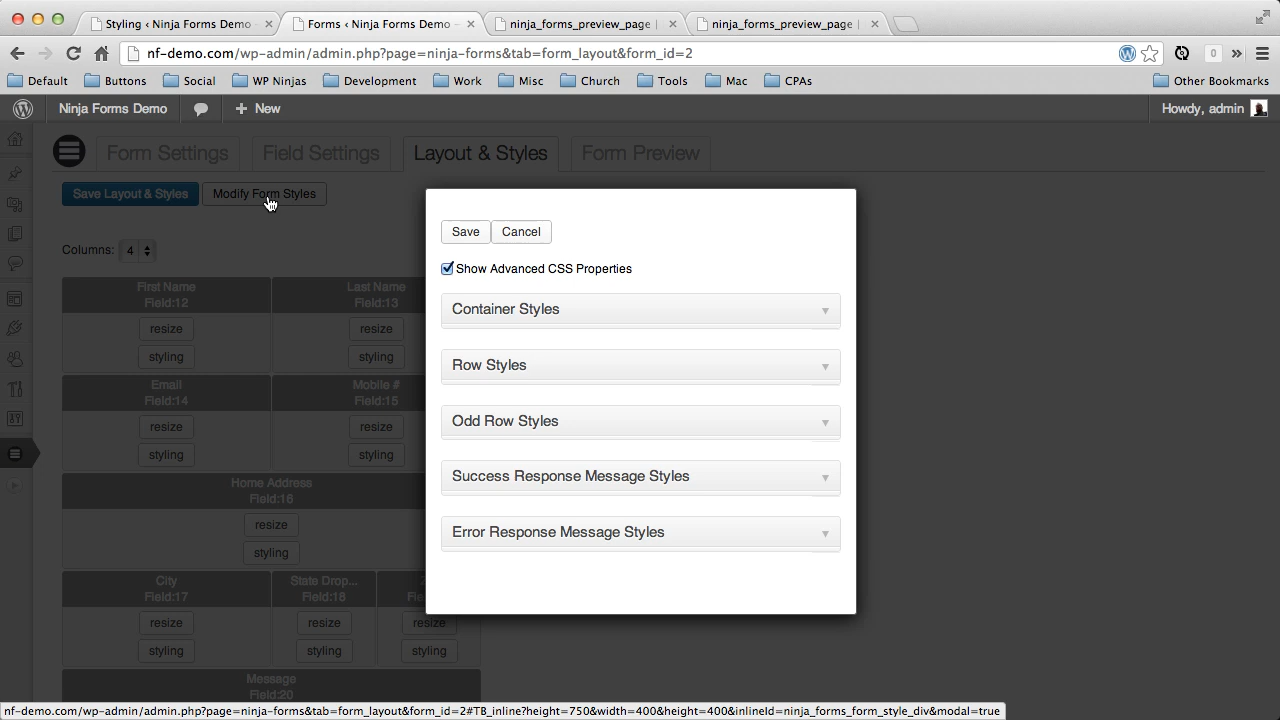 Styling ‹ Ninja Forms Demo
Forms ‹ Ninja Forms Demo
ninja_forms_preview_page |
ninja_forms_preview_page |
nf-demo.com/wp-admin/admin.php?page=ninja-forms&tab=form_layout&form_id=2
0
Default
Buttons
Social
WP Ninjas
Development
Work
Misc
Church
Tools
Mac
CPAs
Other Bookmarks
Ninja Forms Demo
+ New
Howdy, admin
Form Settings
Field Settings
Layout & Styles
Form Preview
Save Layout & Styles
Modify Form Styles
Columns: 4
First Name
Field:12
resize
styling
Last Name
Field:13
resize
styling
Email
Field:14
resize
styling
Mobile #
Field:15
resize
styling
Home Address
Field:16
resize
styling
City
Field:17
resize
styling
State Drop...
Field:18
resize
styling
resize
styling
Message
Field:20
Save
Cancel
Show Advanced CSS Properties
Container Styles
Row Styles
Odd Row Styles
Success Response Message Styles
Error Response Message Styles
nf-demo.com/wp-admin/admin.php?page=ninja-forms&tab=form_layout&form_id=2#TB_inline?height=750&width=400&height=400&inlineId=ninja_forms_form_style_div&modal=true